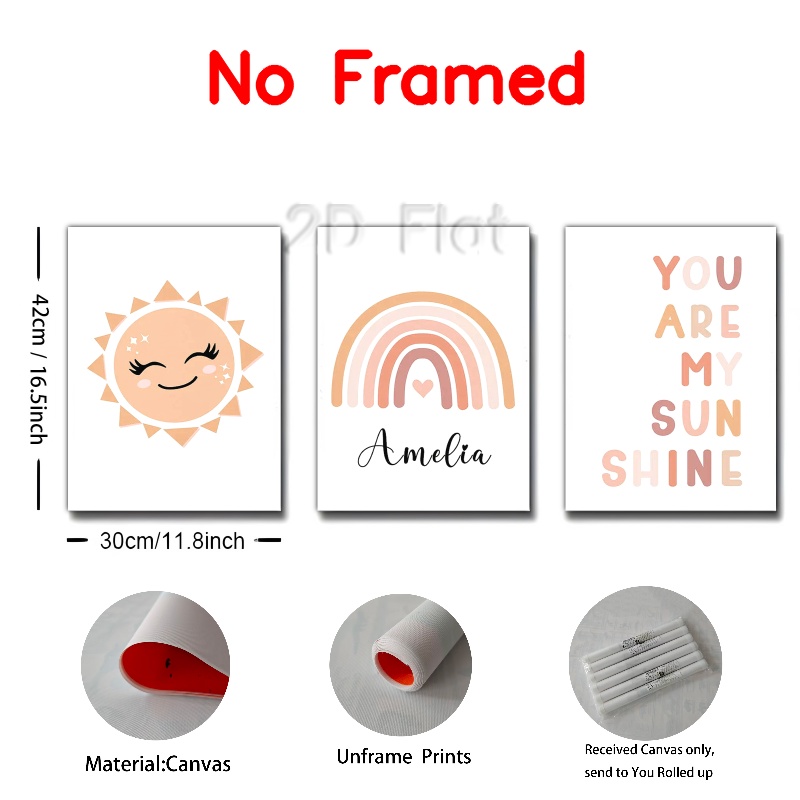 No Framed
2D Flat
42cm / 16.5inch
Amelia
YOU
ARE
MY
SUN
SHINE
30cm/11.8inch
Material:Canvas
Unframe Prints
Received Canvas only,
send to You Rolled up